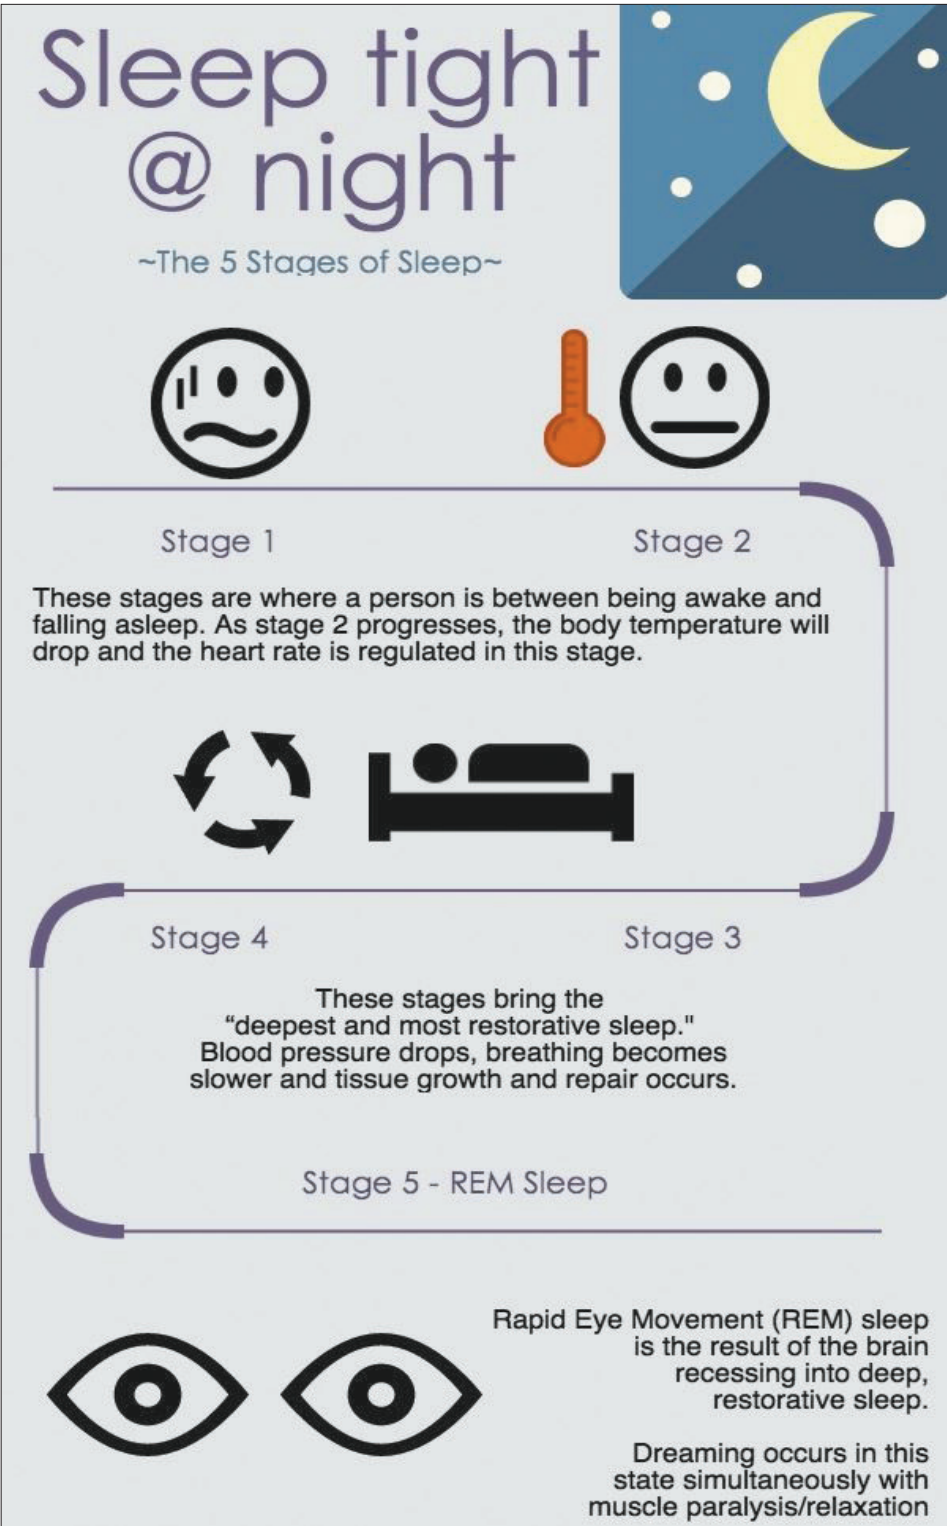 Sleep tight
@ night
~The 5 Stages of Sleep~
Stage 1
Stage 2
These stages are where a person is between being awake and
falling asleep. As stage 2 progresses, the body temperature will
drop and the heart rate is regulated in this stage.
Stage 4
Stage 3
These stages bring the
“deepest and most restorative sleep."
Blood pressure drops, breathing becomes
slower and tissue growth and repair occurs.
Stage 5 - REM Sleep
Rapid Eye Movement (REM) sleep
is the result of the brain
recessing into deep,
restorative sleep.
Dreaming occurs in this
state simultaneously with
muscle paralysis/relaxation